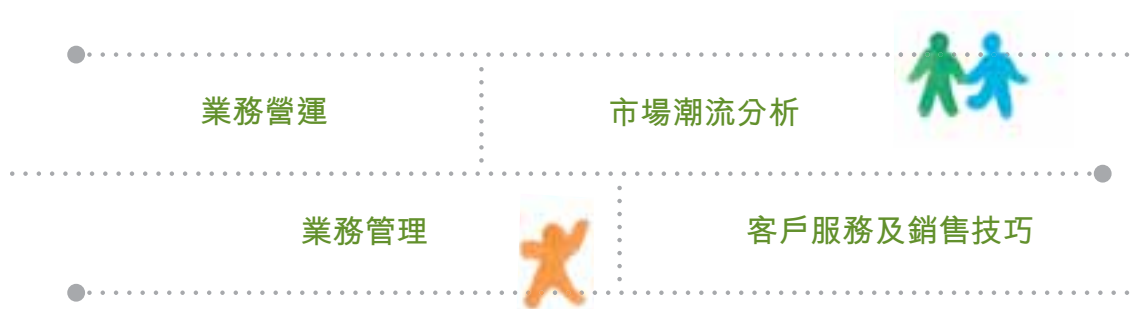 業務營運
市場潮流分析
業務管理
客戶服務及銷售技巧